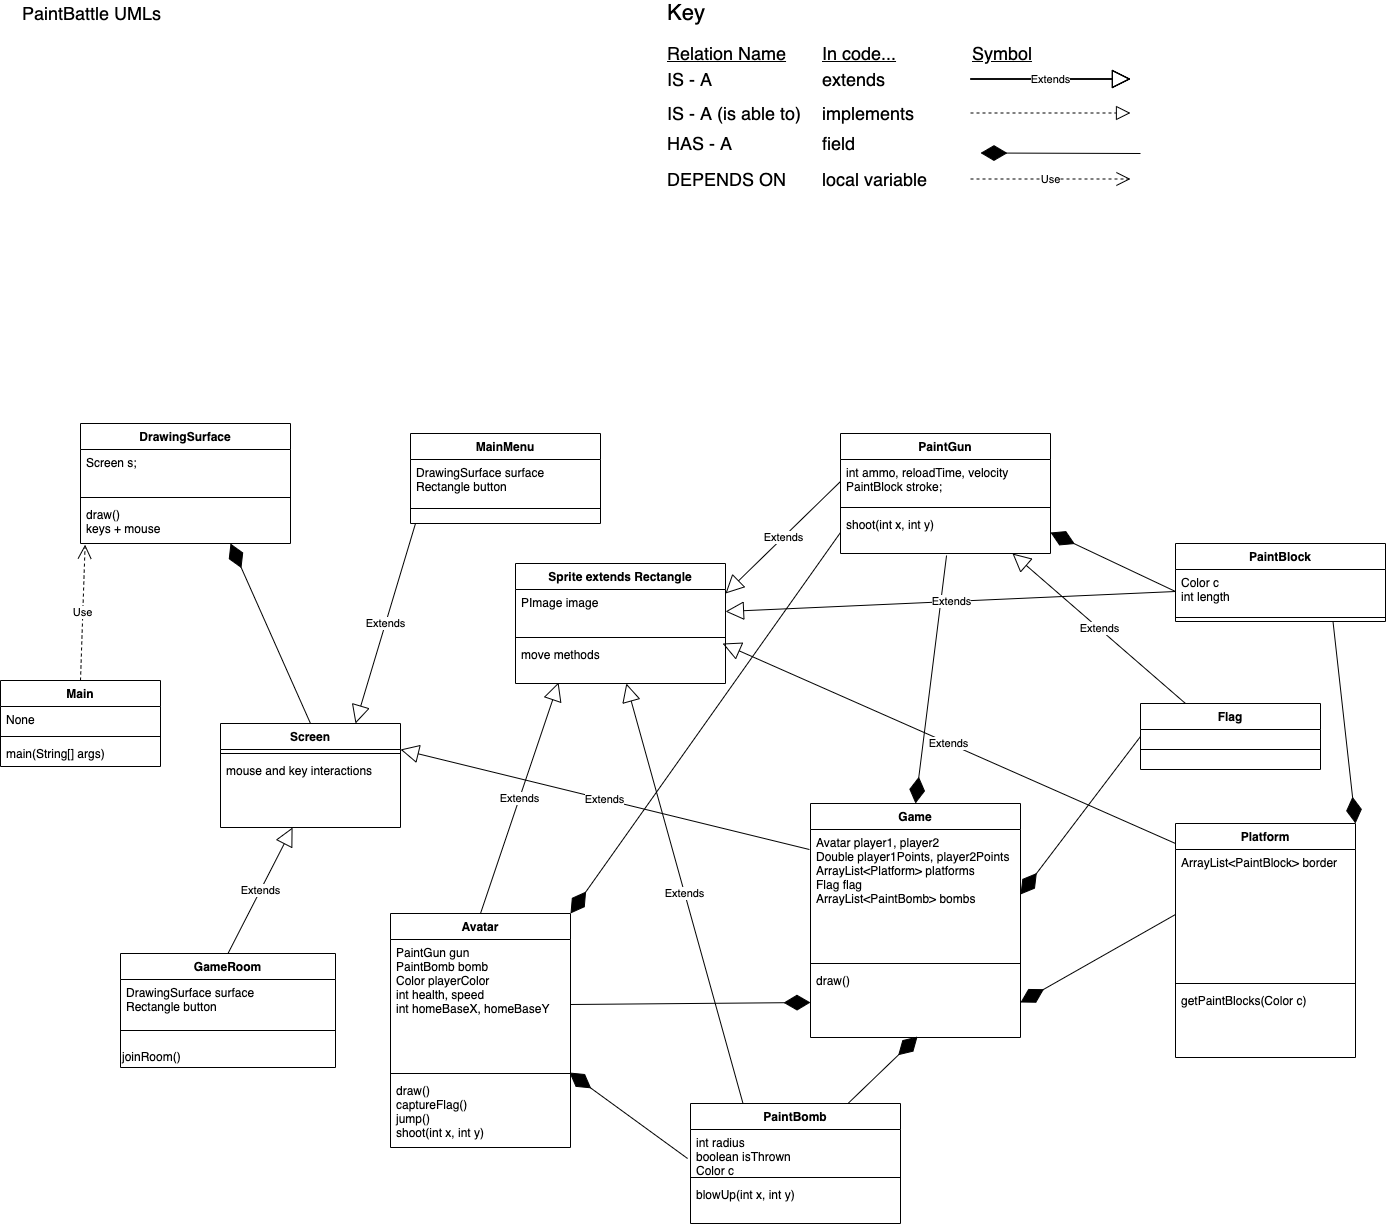 PaintBattle UMLs
Key
Relation Name In code... Symbol
IS - A extends Extends
IS - A (is able to) implements
HAS - A field
DEPENDS ON local variable Use
DrawingSurface
Screen s;
draw()
keys + mouse
MainMenu
DrawingSurface surface
Rectangle button
PaintGun
int ammo, reloadTime, velocity
PaintBlock stroke;
shoot(int x, int y)
Extends
PaintBlock
Color c
int length
Sprite extends Rectangle
PImage image
move methods
Extends
Use
Extends
Extends
Main
None
main(String[] args)
Screen
mouse and key interactions
Flag
Extends
Extends
Extends
Game
Avatar player1, player2
Double player1Points, player2Points
ArrayList<Platform> platforms
Flag flag
ArrayList<PaintBomb> bombs
draw()
Platform
ArrayList<PaintBlock> border
getPaintBlocks(Color c)
Extends
Extends
Avatar
PaintGun gun
PaintBomb bomb
Color playerColor
int health, speed
int homeBaseX, homeBaseY
draw()
captureFlag()
jump()
shoot(int x, int y)
GameRoom
DrawingSurface surface
Rectangle button
joinRoom()
PaintBomb
int radius
boolean isThrown
Color c
blowUp(int x, int y)